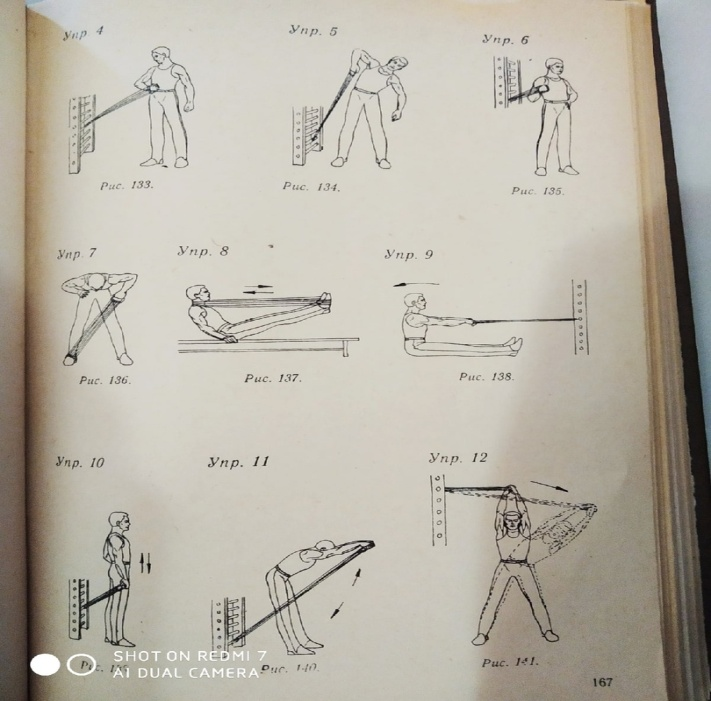 Упр. 4
Упр. 5
Упр. 6
Рис. 133.
Рис. 134.
Рис. 135.
Упр. 7
Упр. 8
Упр. 9
Рис. 136.
Рис. 137.
Рис. 138.
Упр. 10
Упр. 11
Упр. 12
Рис. 140.
Рис. 141.
SHOT ON REDMI 7
AI DUAL CAMERA
167